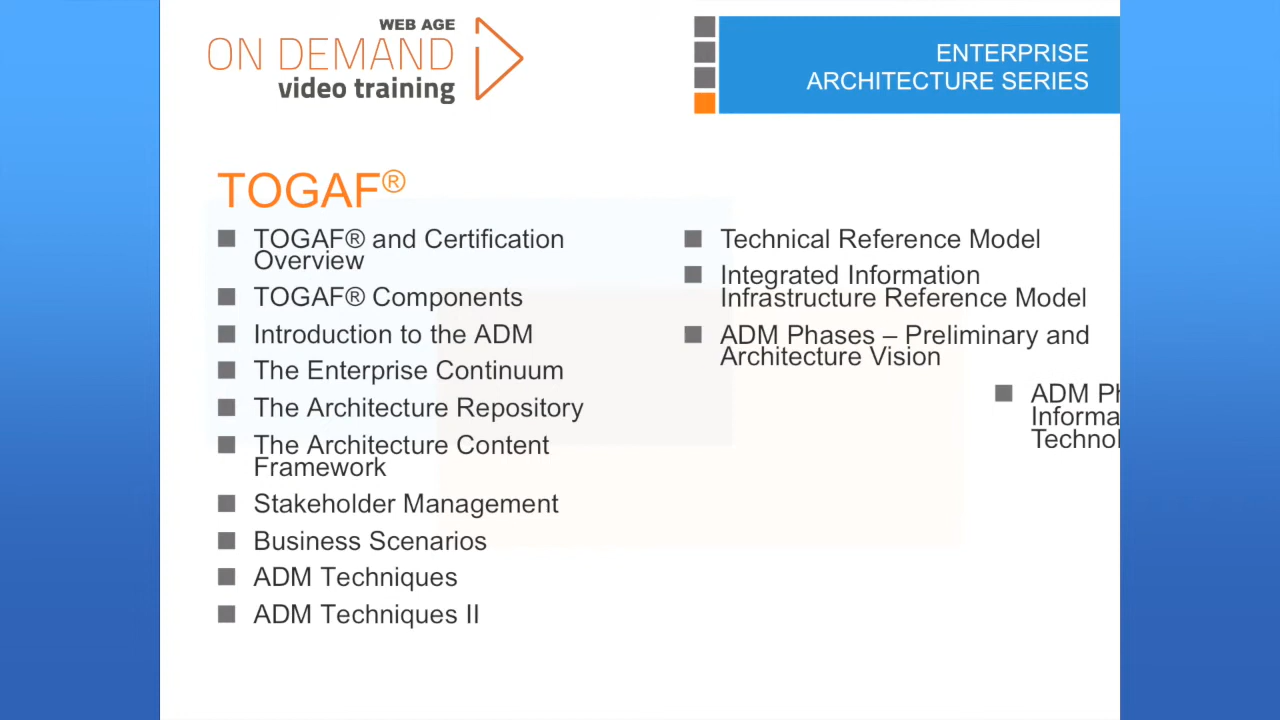 WEB AGE
ON DEMAND
video training
ENTERPRISE
ARCHITECTURE SERIES
TOGAF®
TOGAF® and Certification
Overview
TOGAF® Components
Introduction to the ADM
The Enterprise Continuum
The Architecture Repository
The Architecture Content
Framework
Stakeholder Management
Business Scenarios
ADM Techniques
ADM Techniques II
Technical Reference Model
Integrated Information
Infrastructure Reference Model
ADM Phases – Preliminary and
Architecture Vision
ADM